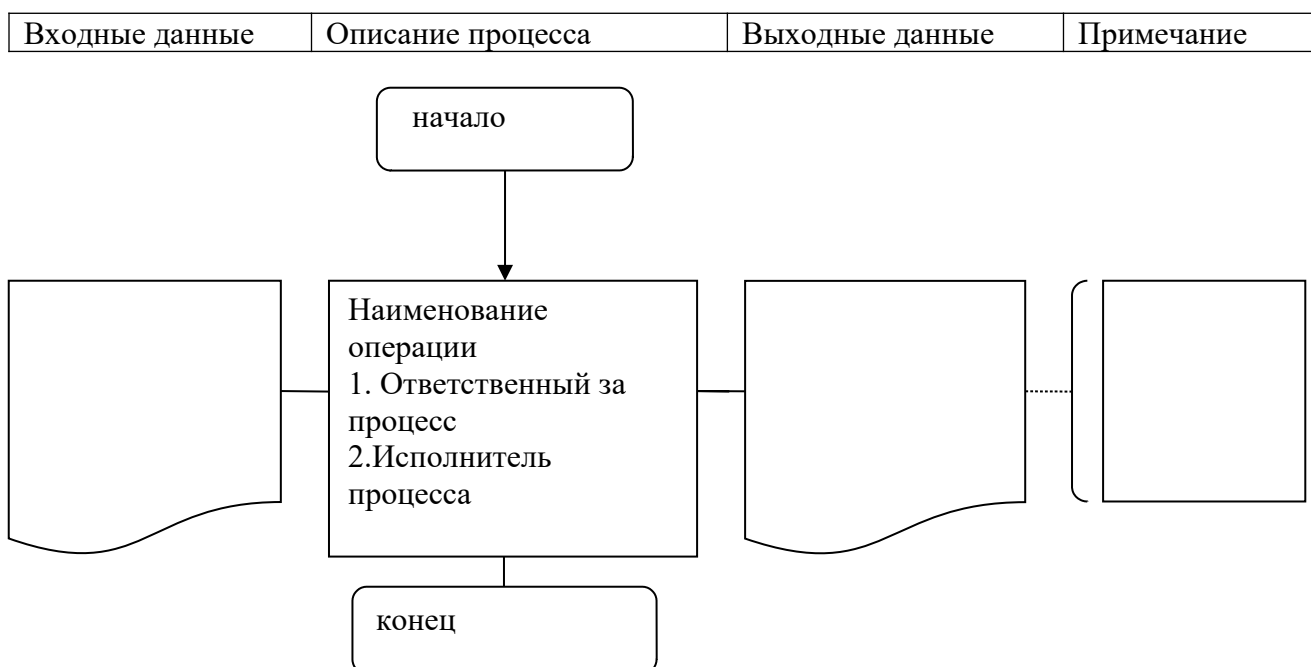 Входные данные Описание процесса Выходные данные Примечание
начало
Наименование
операции
1. Ответственный за
процесс
2.Исполнитель
процесса
конец